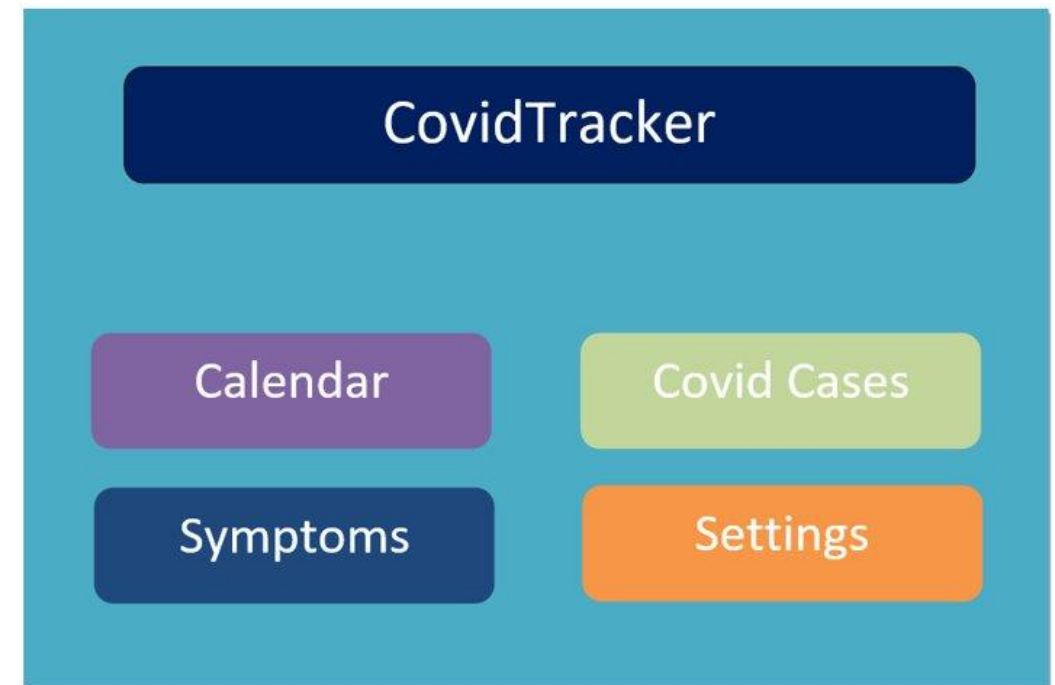 CovidTracker
Calendar
Covid Cases
Symptoms
Settings